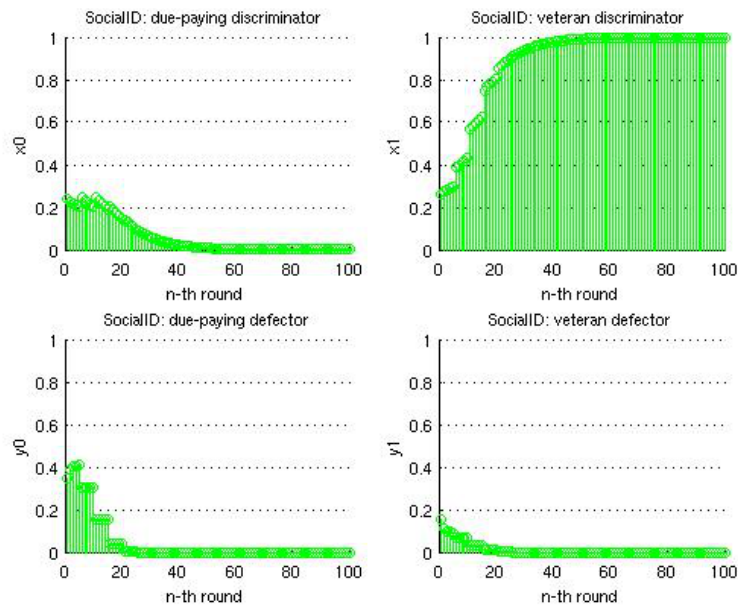 SocialID: due-paying discriminator
1
0.8
0.6
0.4
0.2
0
x0
0 20 40 60 80 100
n-th round
SocialID: veteran discriminator
1
0.8
0.6
0.4
0.2
0
x1
0 20 40 60 80 100
n-th round
SocialID: due-paying defector
1
0.8
0.6
0.4
0.2
0
y0
0 20 40 60 80 100
n-th round
SocialID: veteran defector
1
0.8
0.6
0.4
0.2
0
y1
0 20 40 60 80 100
n-th round